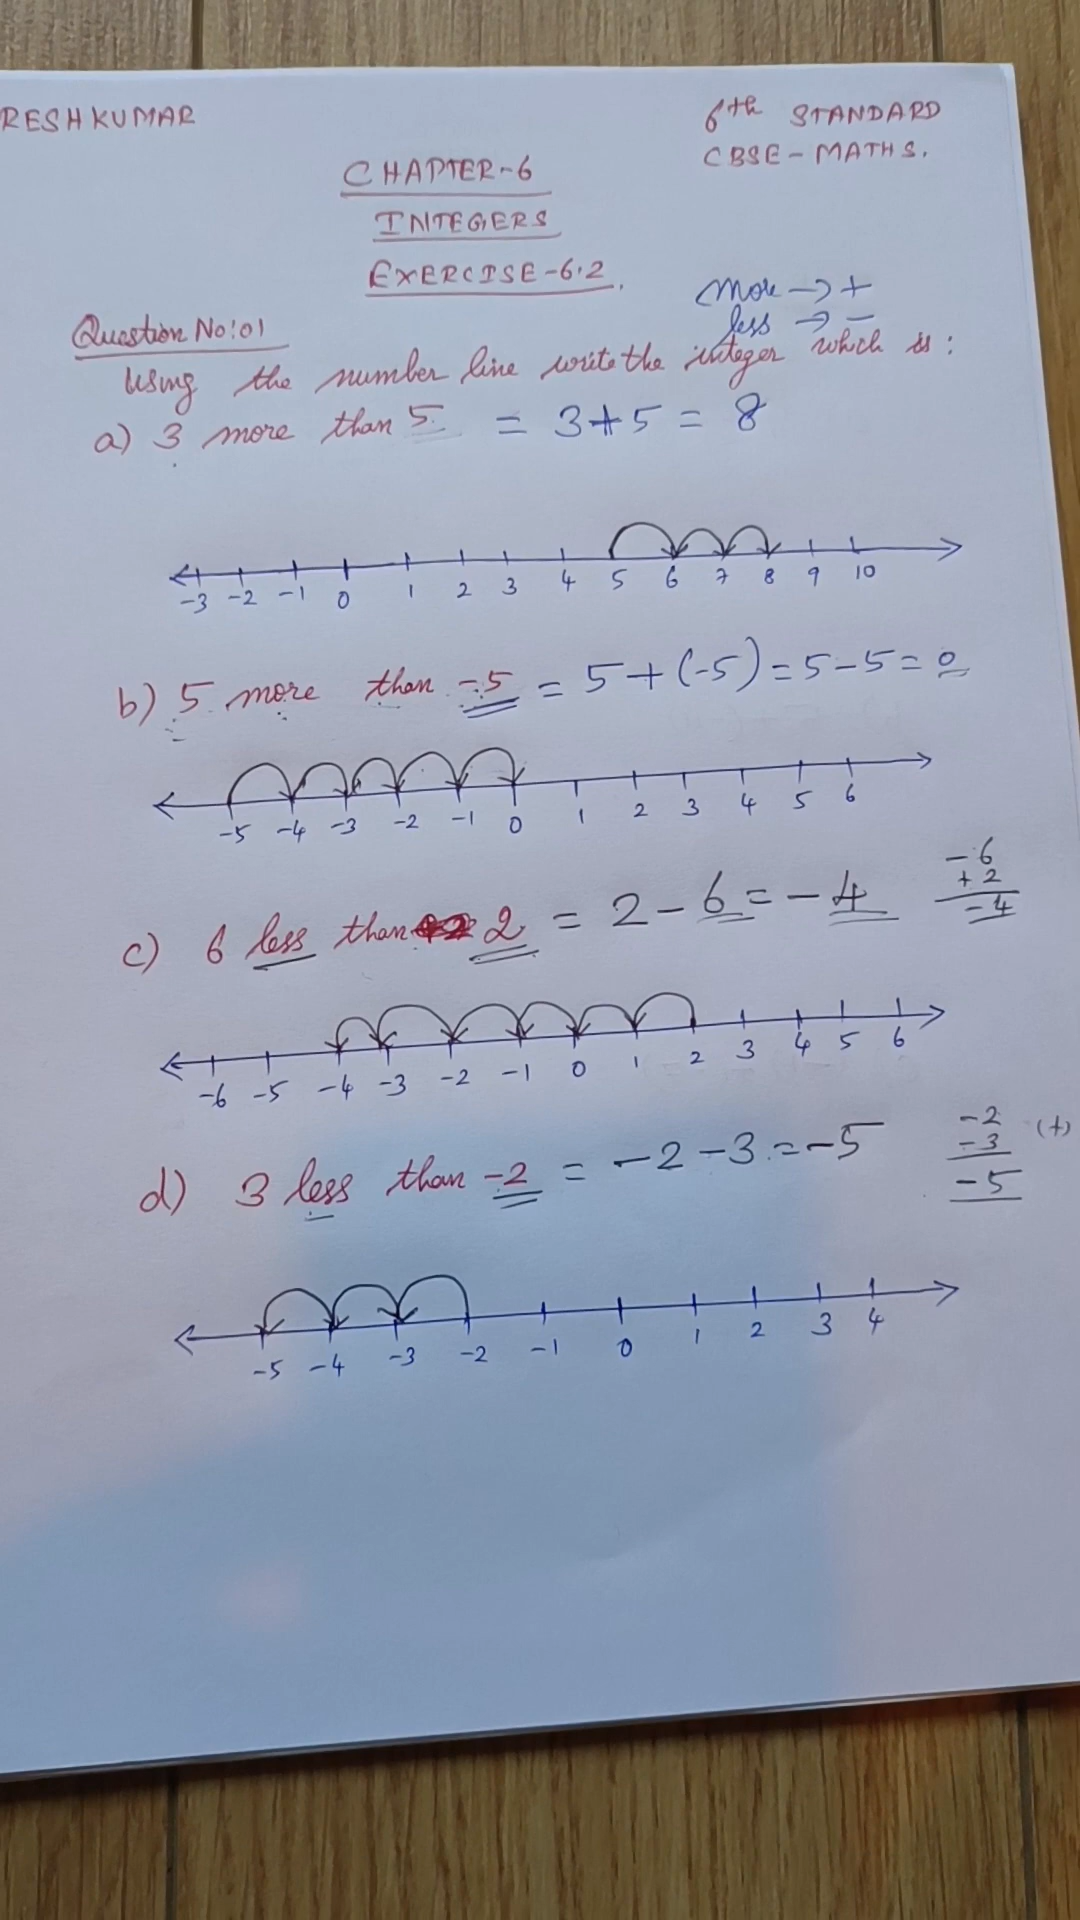 RESHKUMAR
6th STANDARD
CBSE-MATHS.
CHAPTER-6
INTEGERS
EXERCISE-6.2.
More → +
less → -
Question No:01
Using the number line write the integer which is :
a) 3 more than 5 = 3+5 = 8
-3 -2 -1 0 1 2 3 4 5 6 7 8 9 10
b) 5 more than -5 = 5+(-5)=5-5=0
-5 -4 -3 -2 -1 0 1 2 3 4 5 6
c) 6 less than 2 = 2-6=-4
-6
+2
-4
-6 -5 -4 -3 -2 -1 0 1 2 3 4 5 6
d) 3 less than -2 = -2-3=-5
-2
-3 (+)
-5
-5 -4 -3 -2 -1 0 1 2 3 4